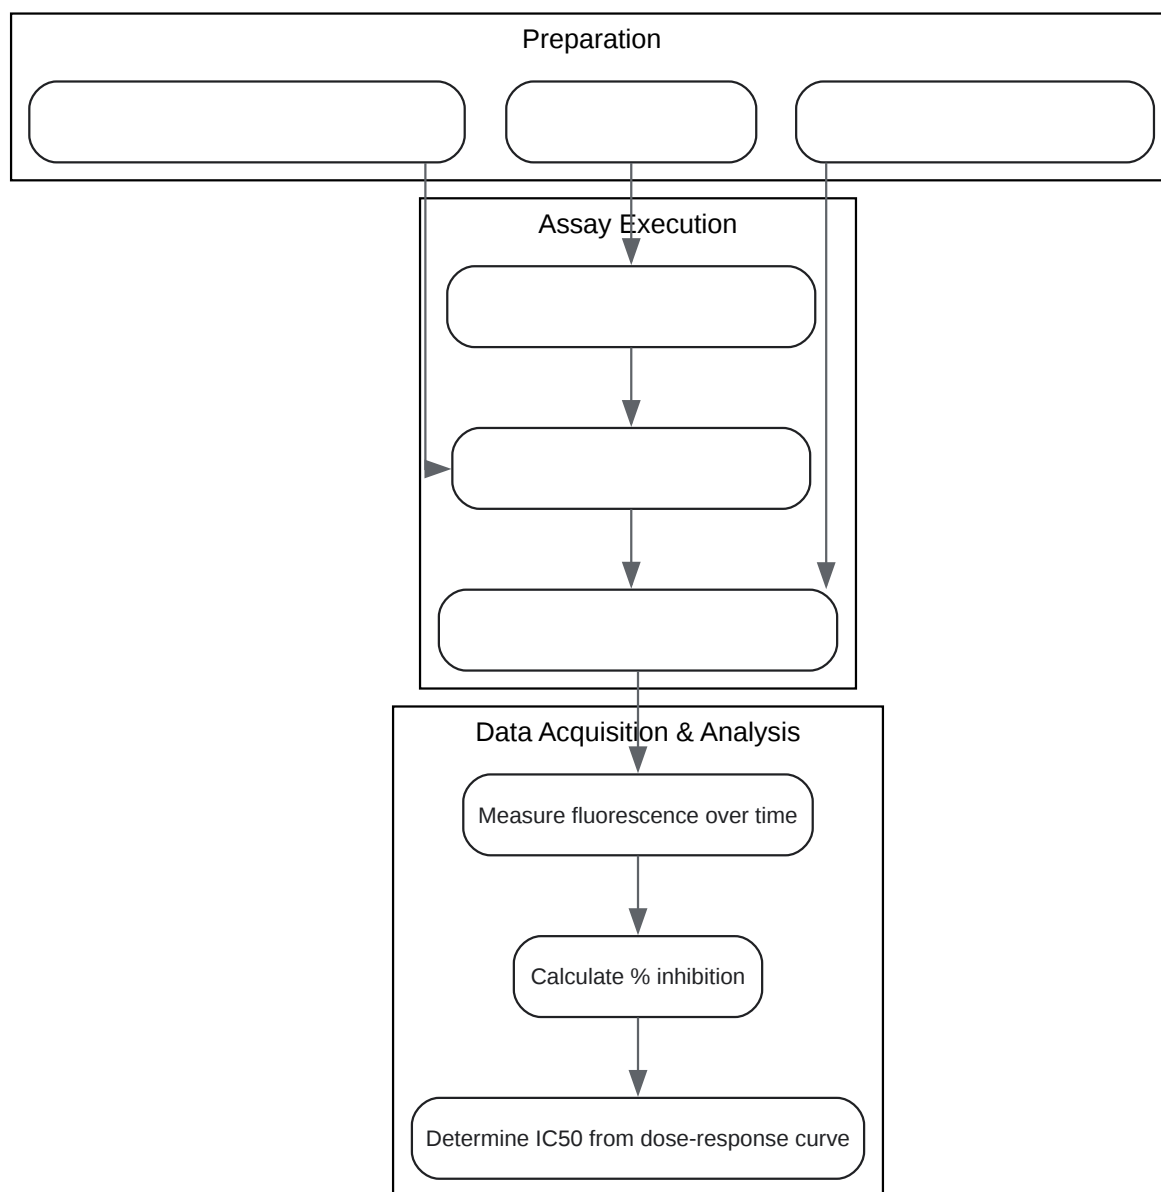 Preparation
Assay Execution
Data Acquisition & Analysis
Measure fluorescence over time
Calculate % inhibition
Determine IC50 from dose-response curve